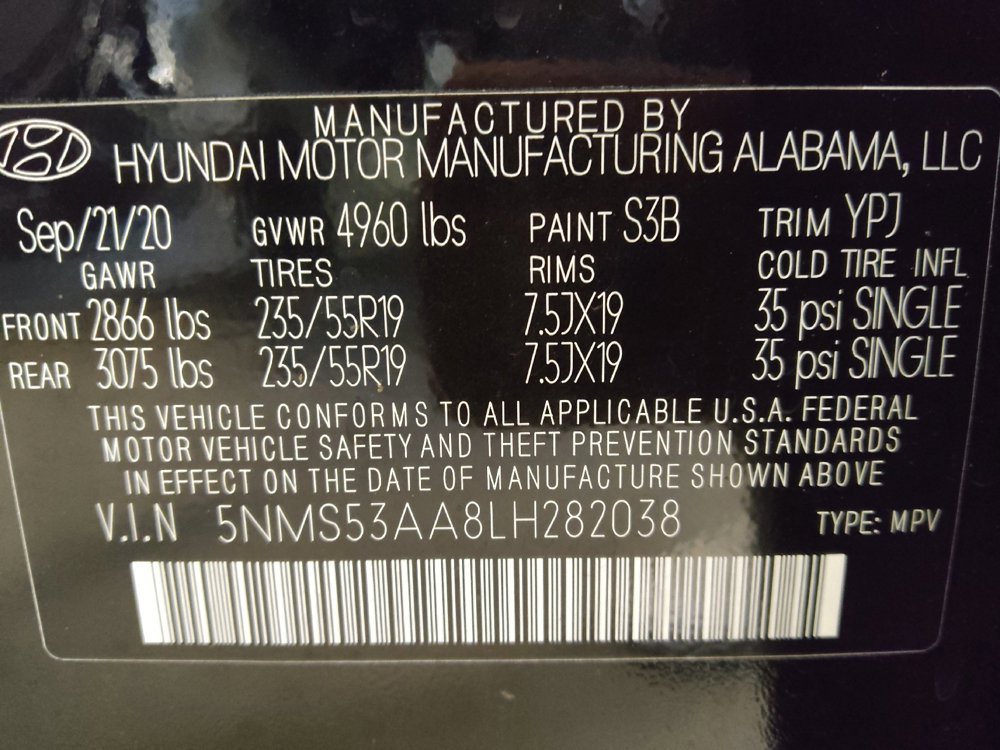 MANUFACTURED BY
HYUNDAI MOTOR MANUFACTURING ALABAMA, LLC
Sep/21/20 GVWR 4960 lbs PAINT S3B TRIM YPJ
GAWR TIRES RIMS COLD TIRE INFL
FRONT 2866 lbs 235/55R19 7.5JX19 35 psi SINGLE
REAR 3075 lbs 235/55R19 7.5JX19 35 psi SINGLE
THIS VEHICLE CONFORMS TO ALL APPLICABLE U.S.A. FEDERAL
MOTOR VEHICLE SAFETY AND THEFT PREVENTION STANDARDS
IN EFFECT ON THE DATE OF MANUFACTURE SHOWN ABOVE
V.I.N 5NMS53AA8LH282038 TYPE: MPV